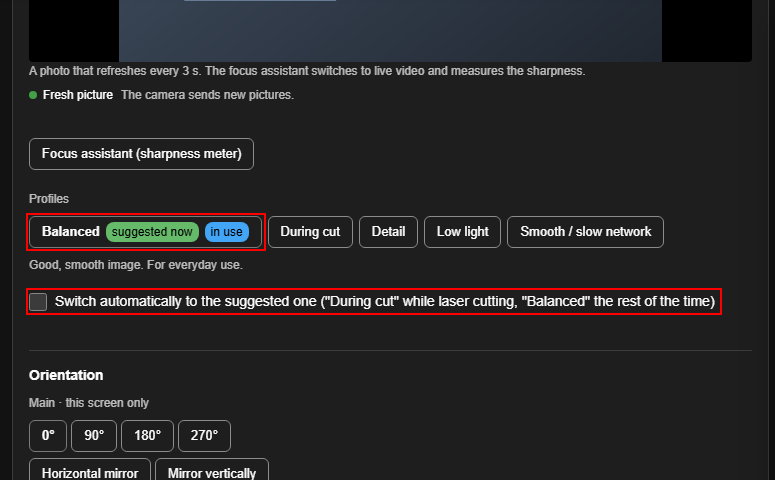 A photo that refreshes every 3 s. The focus assistant switches to live video and measures the sharpness.
Fresh picture The camera sends new pictures.
Focus assistant (sharpness meter)
Profiles
Balanced suggested now in use During cut Detail Low light Smooth / slow network
Good, smooth image. For everyday use.
Switch automatically to the suggested one ("During cut" while laser cutting, "Balanced" the rest of the time)
Orientation
Main · this screen only
0° 90° 180° 270°
Horizontal mirror Mirror vertically